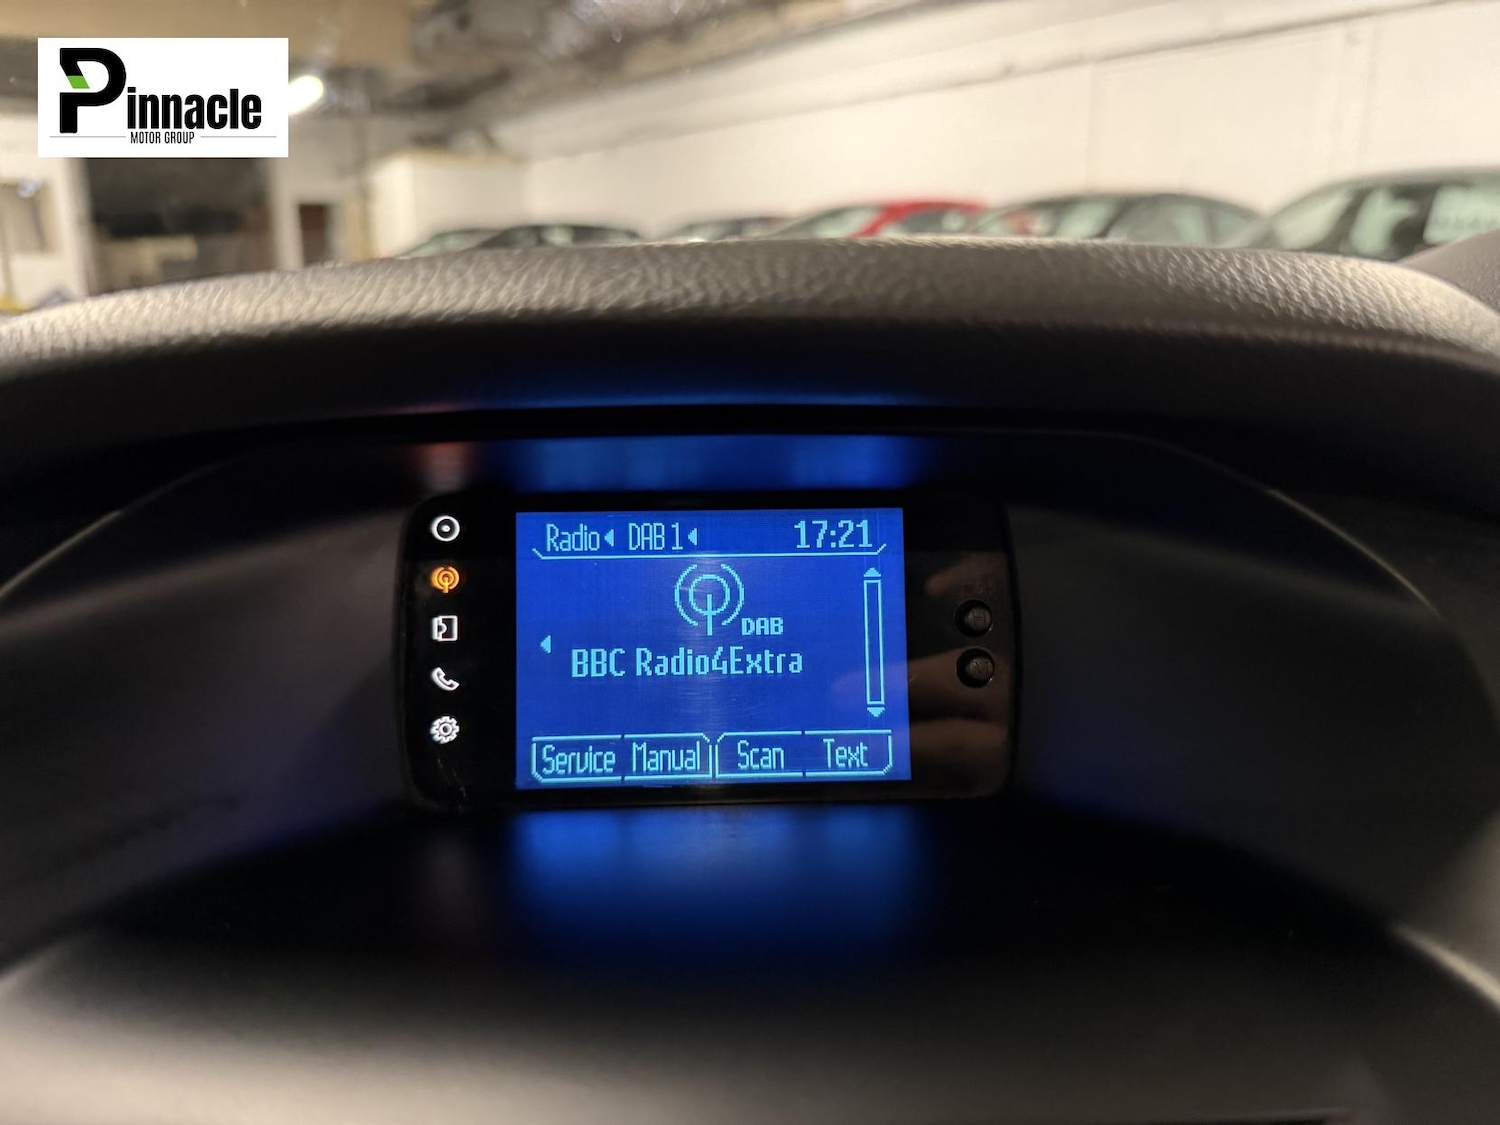 Pinnacle
MOTOR GROUP
Radio DAB 1 17:21
DAB
BBC Radio4Extra
Service Manual Scan Text